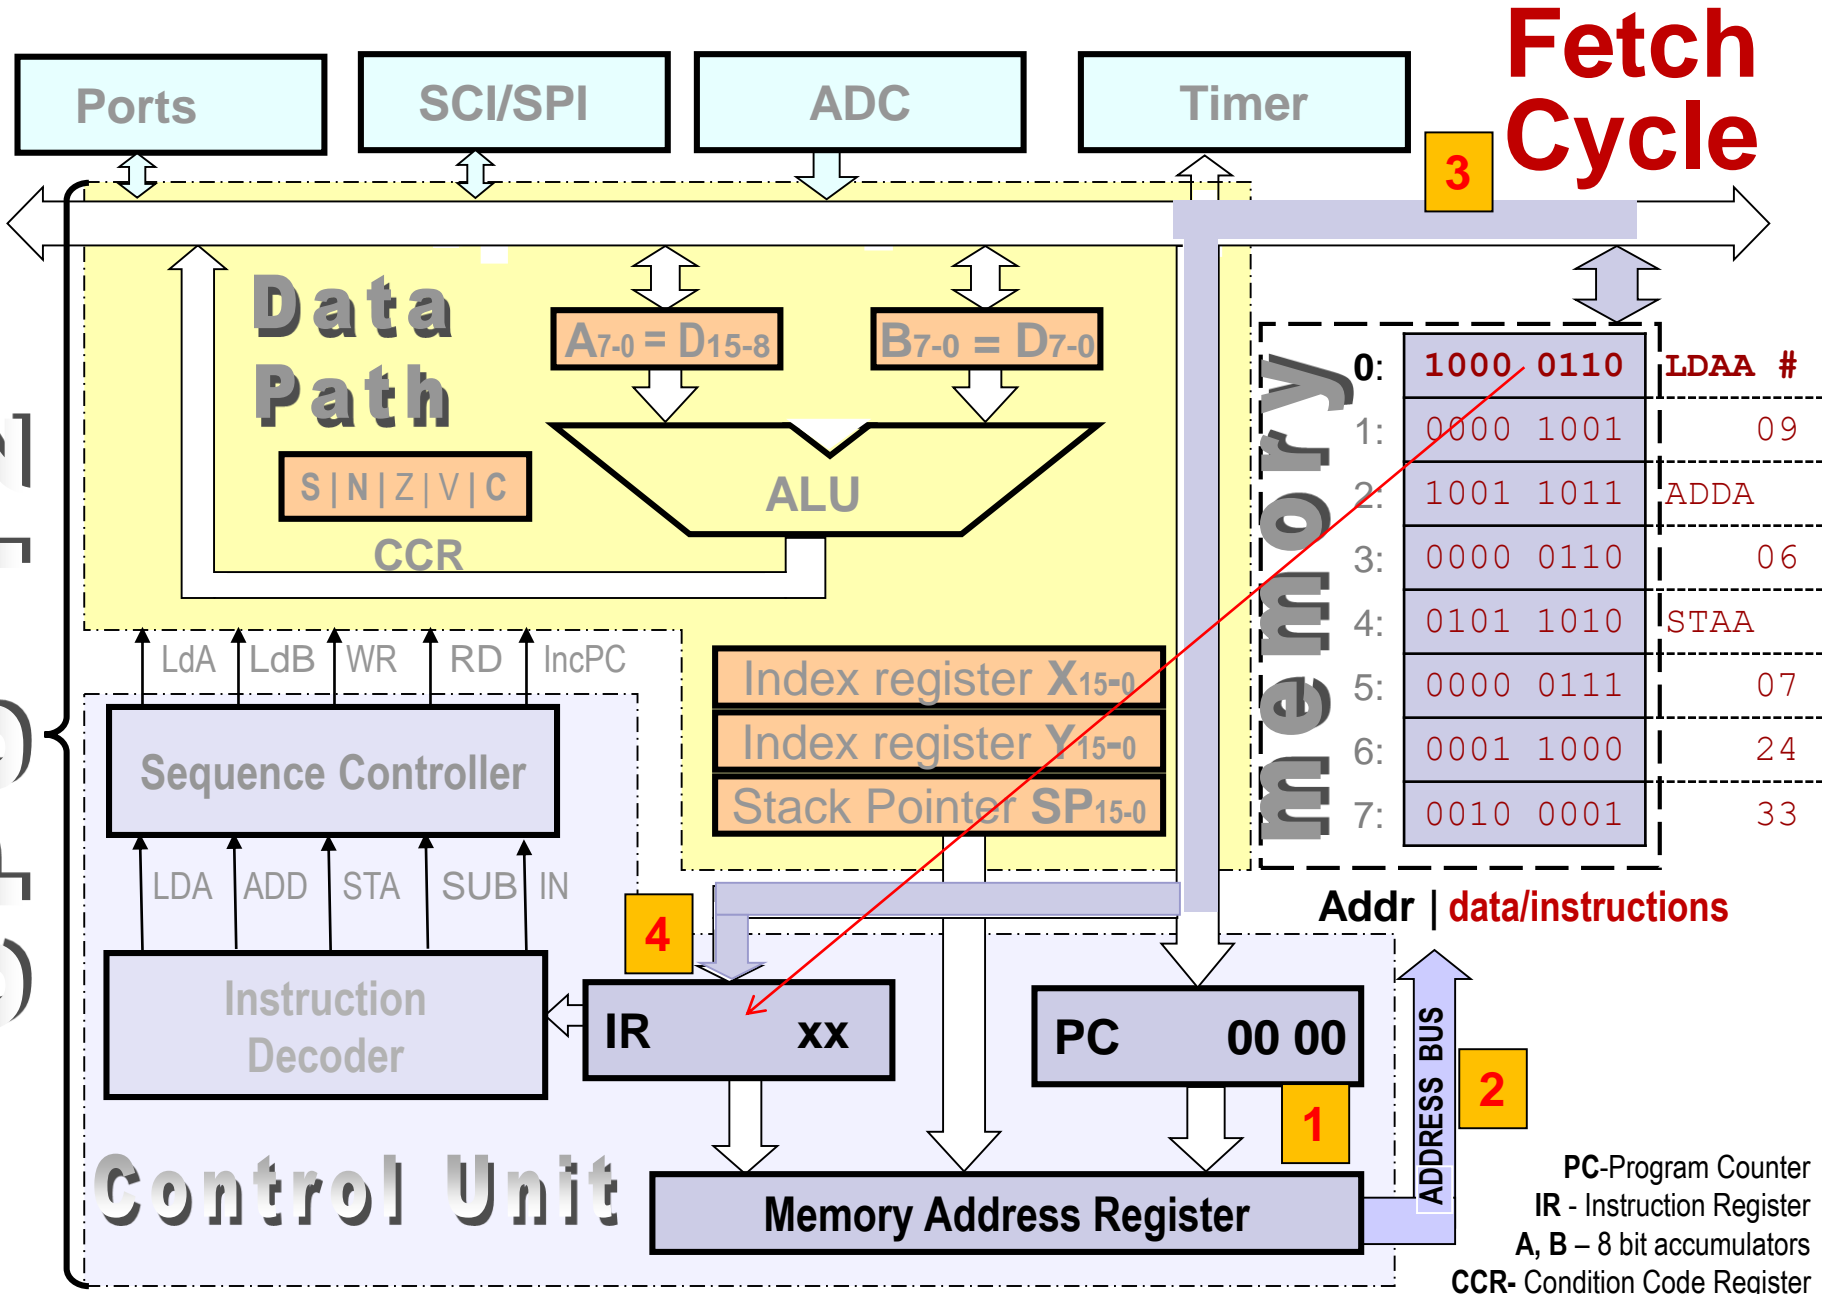 Fetch
Cycle
Ports
SCI/SPI
ADC
Timer
3
Data
Path
A7-0 = D15-8
B7-0 = D7-0
S | N | Z | V | C
CCR
ALU
memory
0: 1000 0110 LDAA #
1: 0000 1001 09
2: 1001 1011 ADDA
3: 0000 0110 06
4: 0101 1010 STAA
5: 0000 0111 07
6: 0001 1000 24
7: 0010 0001 33
Addr | data/instructions
LdA LdB WR RD IncPC
Index register X15-0
Index register Y15-0
Stack Pointer SP15-0
Sequence Controller
LDA ADD STA SUB IN
4
Instruction
Decoder
IR xx
PC 00 00
1
ADDRESS BUS
2
Control Unit
Memory Address Register
PC-Program Counter
IR - Instruction Register
A, B – 8 bit accumulators
CCR- Condition Code Register